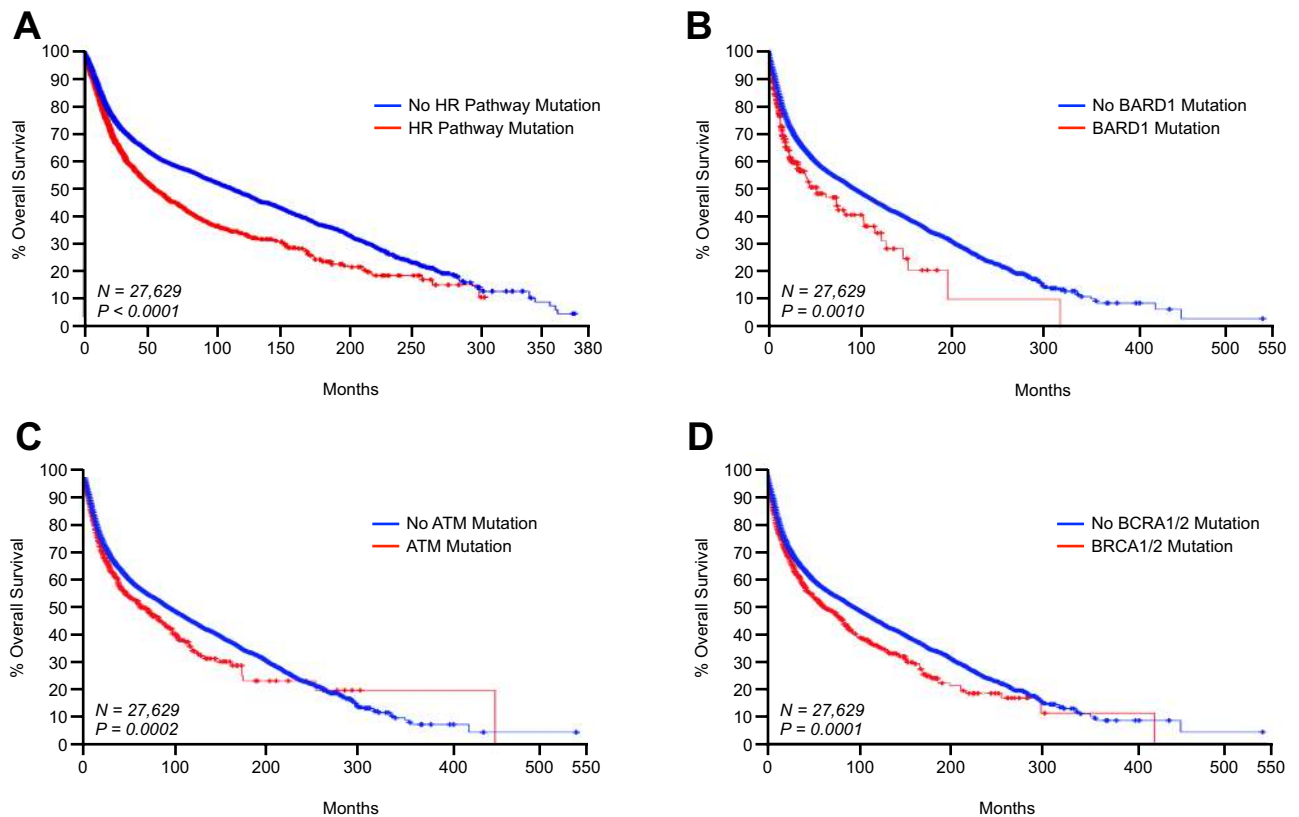 A
% Overall Survival
100
90
80
70
60
50
40
30
20
10
0
No HR Pathway Mutation
HR Pathway Mutation
N = 27,629
P < 0.0001
0 50 100 150 200 250 300 350 380
Months
B
% Overall Survival
100
90
80
70
60
50
40
30
20
10
0
No BARD1 Mutation
BARD1 Mutation
N = 27,629
P = 0.0010
0 100 200 300 400 500 550
Months
C
% Overall Survival
100
90
80
70
60
50
40
30
20
10
0
No ATM Mutation
ATM Mutation
N = 27,629
P = 0.0002
0 100 200 300 400 500 550
Months
D
% Overall Survival
100
90
80
70
60
50
40
30
20
10
0
No BCRA1/2 Mutation
BRCA1/2 Mutation
N = 27,629
P = 0.0001
0 100 200 300 400 500 550
Months